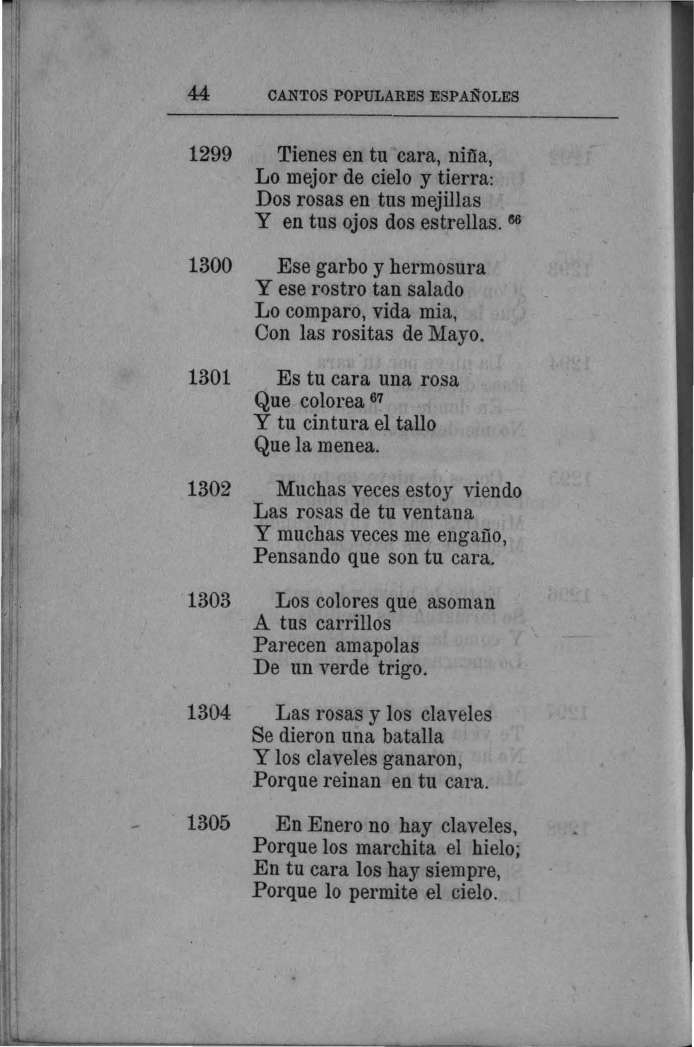 44 CANTOS POPULARES ESPAÑOLES
1299 Tienes en tu cara, niña,
Lo mejor de cielo y tierra:
Dos rosas en tus mejillas
Y en tus ojos dos estrellas. 66
1300 Ese garbo y hermosura
Y ese rostro tan salado
Lo comparo, vida mia,
Con las rositas de Mayo.
1301 Es tu cara una rosa
Que colorea 67
Y tu cintura el tallo
Que la menea.
1302 Muchas veces estoy viendo
Las rosas de tu ventana
Y muchas veces me engaño,
Pensando que son tu cara.
1303 Los colores que asoman
A tus carrillos
Parecen amapolas
De un verde trigo.
1304 Las rosas y los claveles
Se dieron una batalla
Y los claveles ganaron,
Porque reinan en tu cara.
1305 En Enero no hay claveles,
Porque los marchita el hielo;
En tu cara los hay siempre,
Porque lo permite el cielo.